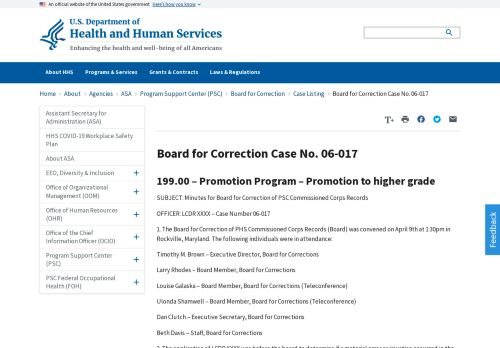 An official website of the United States government Here's how you know
U.S. Department of
Health and Human Services
Enhancing the health and well-being of all Americans
About HHS Programs & Services Grants & Contracts Laws & Regulations
Home > About > Agencies > ASA > Program Support Center (PSC) > Board for Correction > Case Listing > Board for Correction Case No. 06-017
Assistant Secretary for
Administration (ASA)
HHS COVID-19 Workplace Safety
Plan
About ASA
EEO, Diversity & Inclusion
Office of Organizational
Management (OOM)
Office of Human Resources
(OHR)
Office of the Chief
Information Officer (OCIO)
Program Support Center
(PSC)
PSC Federal Occupational
Health (FOH)
T+
Board for Correction Case No. 06-017
199.00 – Promotion Program – Promotion to higher grade
SUBJECT: Minutes for Board for Correction of PSC Commissioned Corps Records
OFFICER: LCDR XXXX – Case Number 06-017
1. The Board for Correction of PHS Commissioned Corps Records (Board) was convened on April 9th at 1:30pm in
Rockville, Maryland. The following individuals were in attendance:
Timothy M. Brown – Executive Director, Board for Corrections
Larry Rhodes – Board Member, Board for Corrections
Louise Galaska – Board Member, Board for Corrections (Teleconference)
Ulonda Shamwell – Board Member, Board for Corrections (Teleconference)
Dan Clutch – Executive Secretary, Board for Corrections
Beth Davis – Staff, Board for Corrections
Feedback